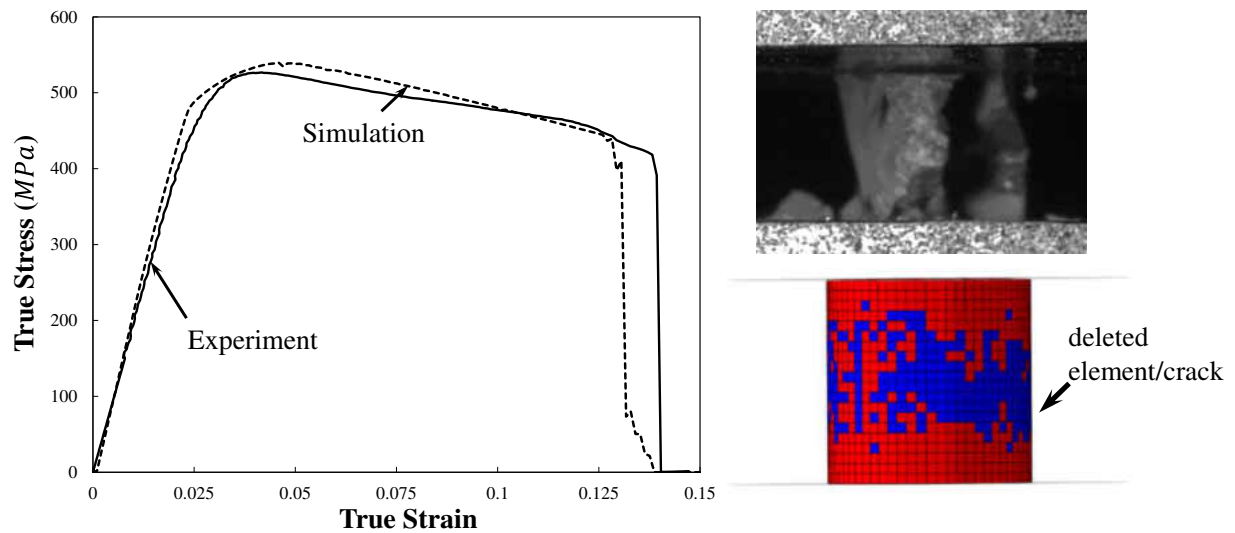 600
500
400
300
200
100
0
True Stress (MPa)
Simulation
Experiment
0
0.025
0.05
0.075
0.1
0.125
0.15
True Strain
deleted
element/crack